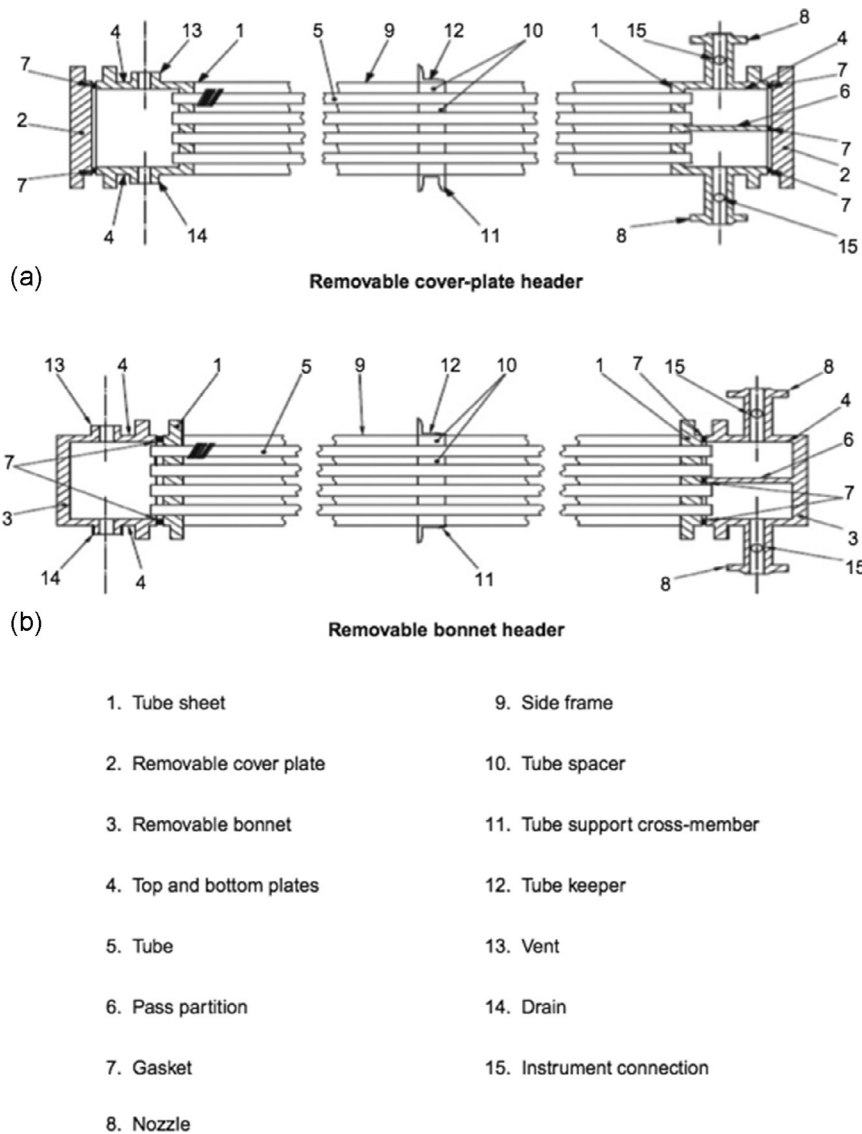 4 13 1 5 9 12 10 1 15 8 4
7 7
6
2 7
2
7 7
4 14 11 8 15
(a)
Removable cover-plate header
13 4 1 5 9 12 10 1 7 15 8
4
6
7 7
3 3
14 4 11 8 15
(b)
Removable bonnet header
1. Tube sheet
2. Removable cover plate
3. Removable bonnet
4. Top and bottom plates
5. Tube
6. Pass partition
7. Gasket
8. Nozzle
9. Side frame
10. Tube spacer
11. Tube support cross-member
12. Tube keeper
13. Vent
14. Drain
15. Instrument connection